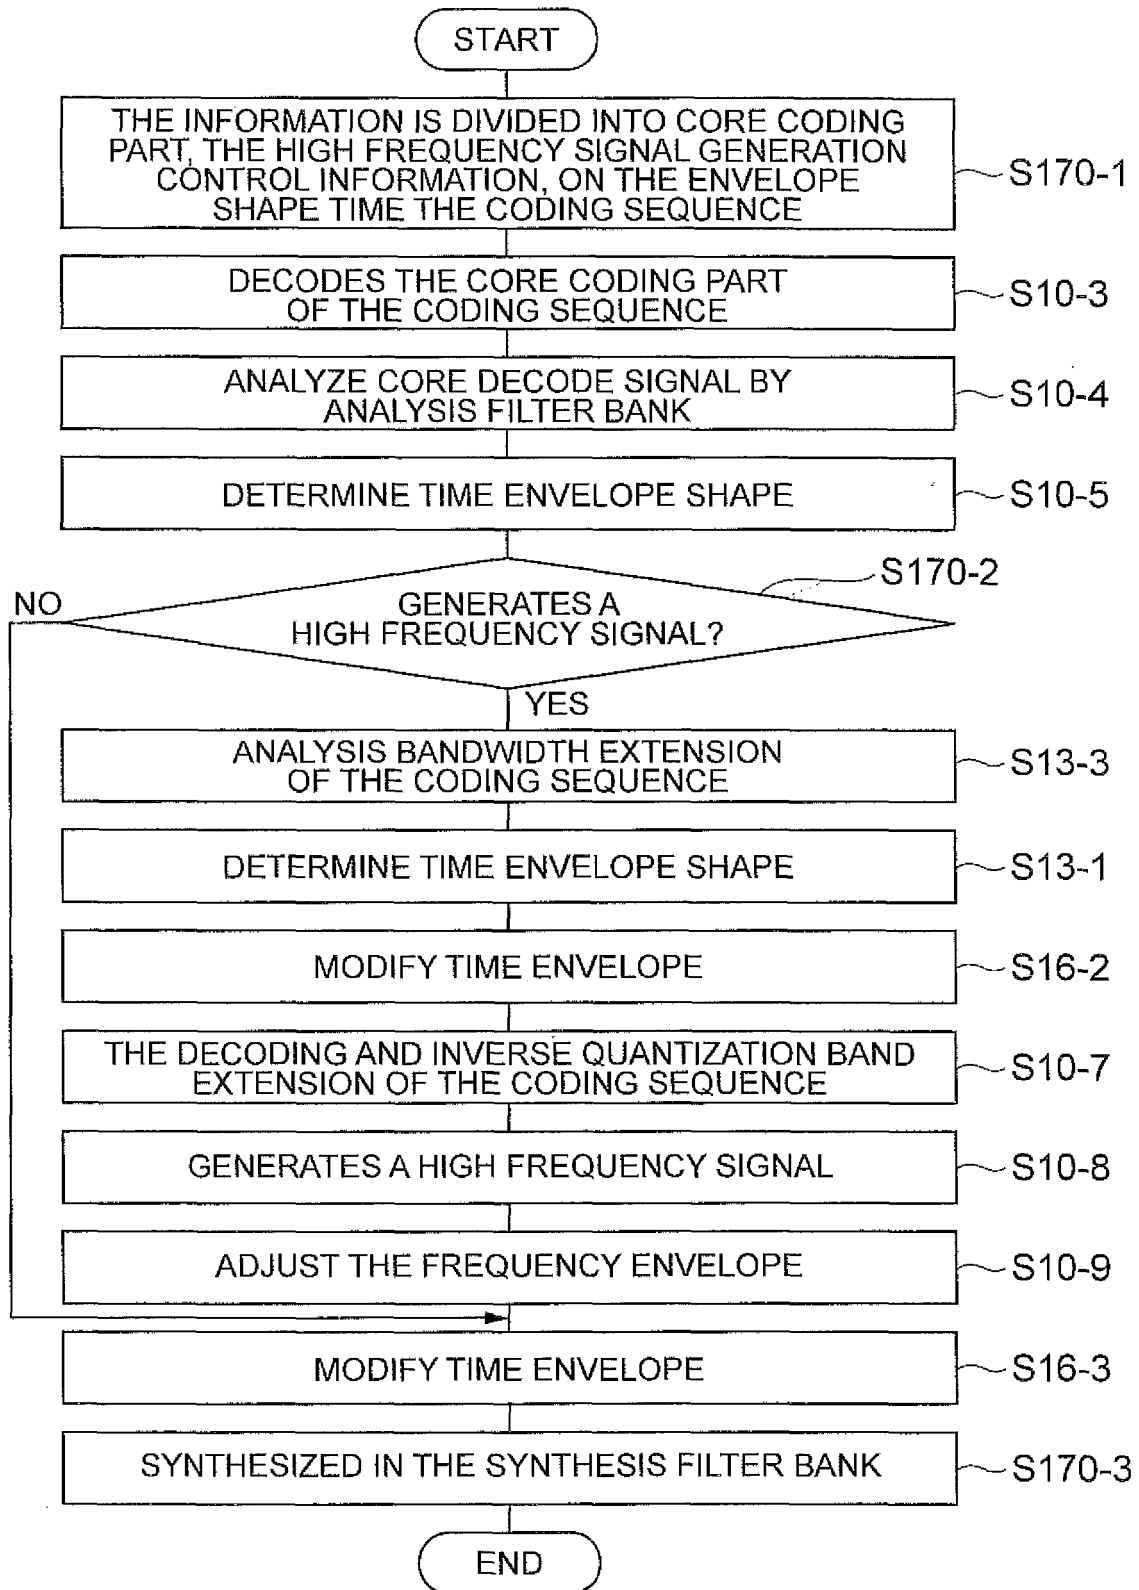 START
THE INFORMATION IS DIVIDED INTO CORE CODING
PART, THE HIGH FREQUENCY SIGNAL GENERATION
CONTROL INFORMATION, ON THE ENVELOPE
SHAPE TIME THE CODING SEQUENCE
S170-1
DECODES THE CORE CODING PART
OF THE CODING SEQUENCE
S10-3
ANALYZE CORE DECODE SIGNAL BY
ANALYSIS FILTER BANK
S10-4
DETERMINE TIME ENVELOPE SHAPE
S10-5
S170-2
NO
GENERATES A
HIGH FREQUENCY SIGNAL?
YES
ANALYSIS BANDWIDTH EXTENSION
OF THE CODING SEQUENCE
S13-3
DETERMINE TIME ENVELOPE SHAPE
S13-1
MODIFY TIME ENVELOPE
S16-2
THE DECODING AND INVERSE QUANTIZATION BAND
EXTENSION OF THE CODING SEQUENCE
S10-7
GENERATES A HIGH FREQUENCY SIGNAL
S10-8
ADJUST THE FREQUENCY ENVELOPE
S10-9
MODIFY TIME ENVELOPE
S16-3
SYNTHESIZED IN THE SYNTHESIS FILTER BANK
S170-3
END